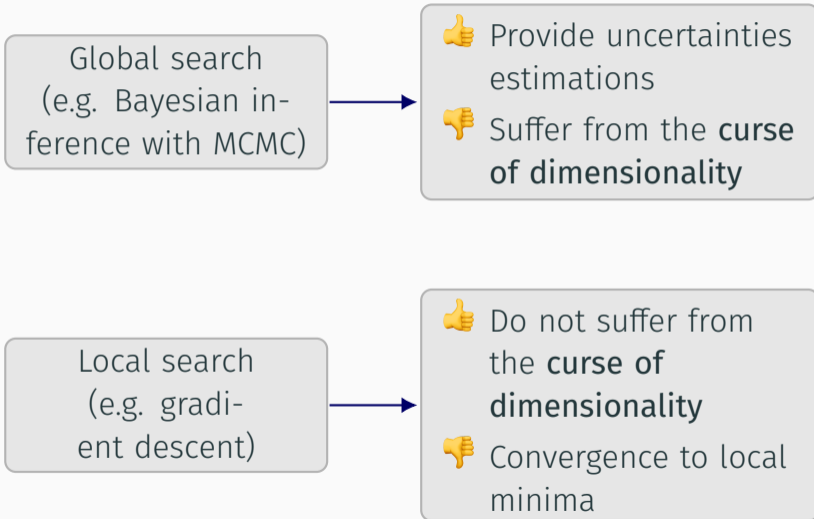 Global search
(e.g. Bayesian in-
ference with MCMC)
👍 Provide uncertainties
estimations
👎 Suffer from the curse
of dimensionality
Local search
(e.g. gradi-
ent descent)
👍 Do not suffer from
the curse of
dimensionality
👎 Convergence to local
minima